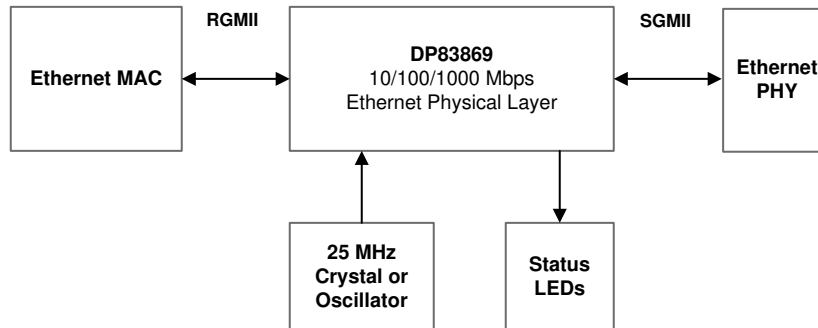 RGMII
SGMII
Ethernet MAC
DP83869
10/100/1000 Mbps
Ethernet Physical Layer
Ethernet
PHY
25 MHz
Crystal or
Oscillator
Status
LEDs